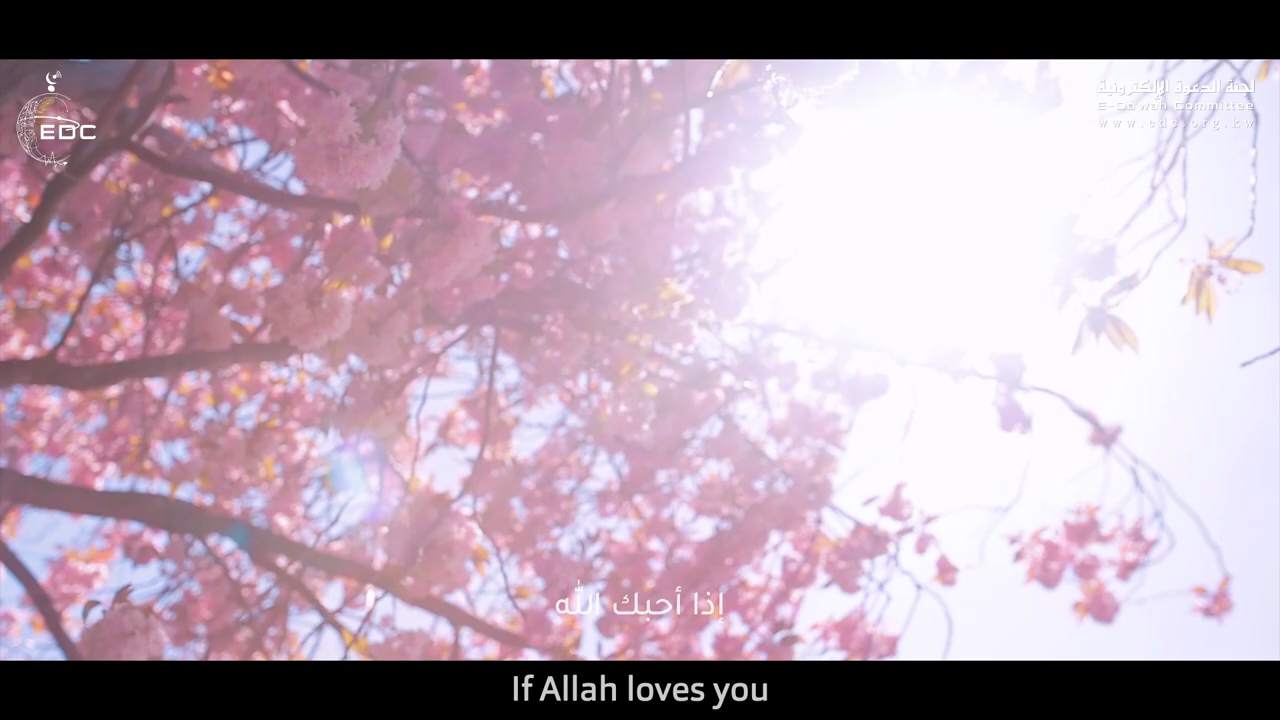 EDC
لجنة الدعوة الإلكترونية
E-Dawah Committee
www.edc.org.kw
إذا أحبك الله
If Allah loves you